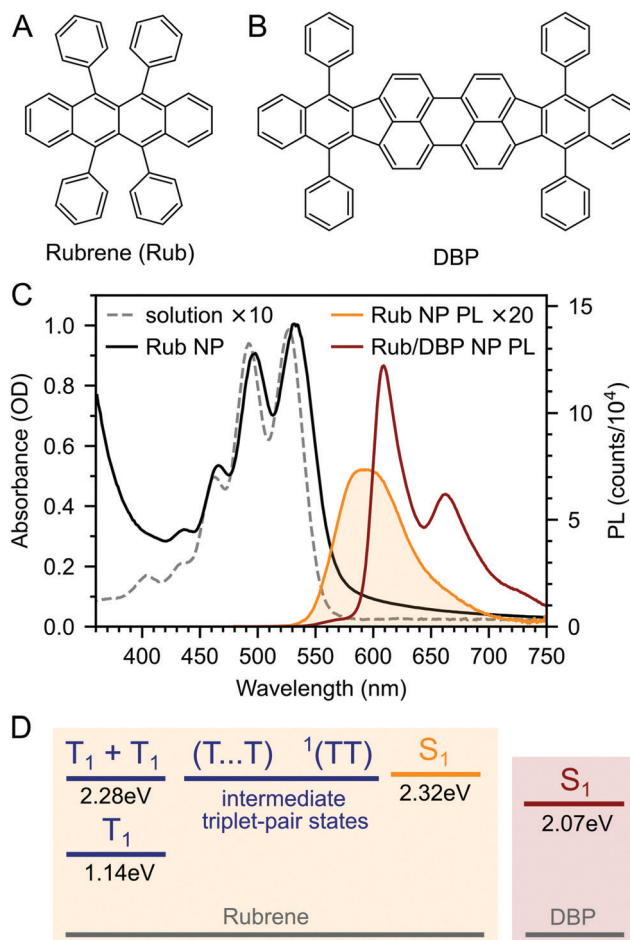 A
B
Rubrene (Rub)
DBP
C
solution ×10
Rub NP
Rub NP PL ×20
Rub/DBP NP PL
Absorbance (OD)
1.0
0.8
0.6
0.4
0.2
0.0
15
10
5
0
PL (counts/10⁴)
400 450 500 550 600 650 700 750
Wavelength (nm)
D
T₁ + T₁ (T...T) ¹(TT) S₁
2.28eV
intermediate
triplet-pair states
2.32eV
S₁
2.07eV
T₁
1.14eV
Rubrene
DBP